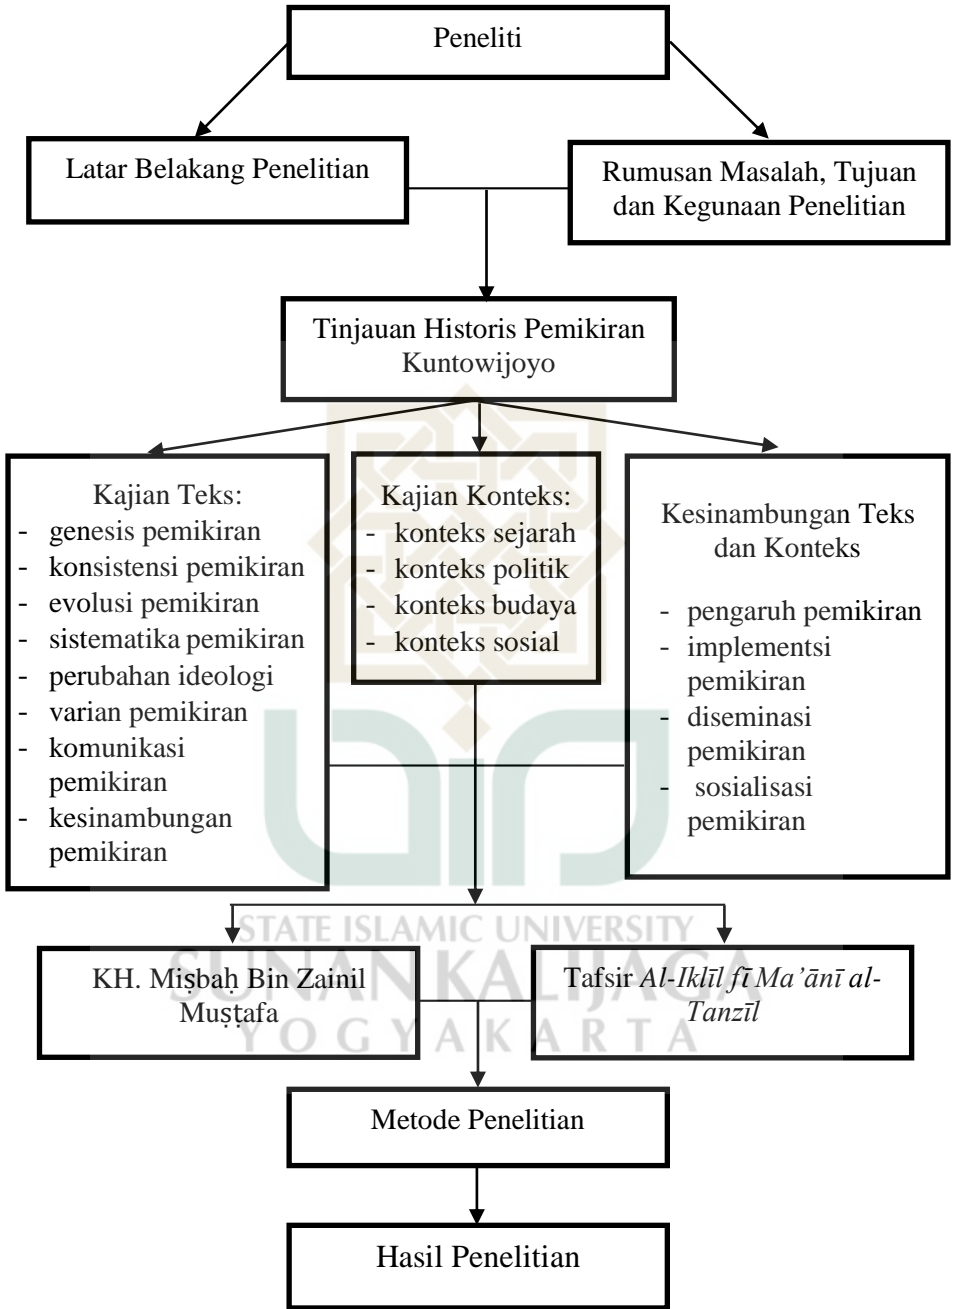 Peneliti
Latar Belakang Penelitian
Rumusan Masalah, Tujuan
dan Kegunaan Penelitian
Tinjauan Historis Pemikiran
Kuntowijoyo
Kajian Teks:
- genesis pemikiran
- konsistensi pemikiran
- evolusi pemikiran
- sistematika pemikiran
- perubahan ideologi
- varian pemikiran
- komunikasi
pemikiran
- kesinambungan
pemikiran
Kajian Konteks:
- konteks sejarah
- konteks politik
- konteks budaya
- konteks sosial
Kesinambungan Teks
dan Konteks
- pengaruh pemikiran
- implementsi
pemikiran
- diseminasi
pemikiran
- sosialisasi
pemikiran
STATE ISLAMIC UNIVERSITY
SUNAN KALIJAGA
YOGYAKARTA
KH. Miṣbaḥ Bin Zainil
Muṣṭafa
Tafsir Al-Iklīl fī Ma’ānī al-
Tanzīl
Metode Penelitian
Hasil Penelitian